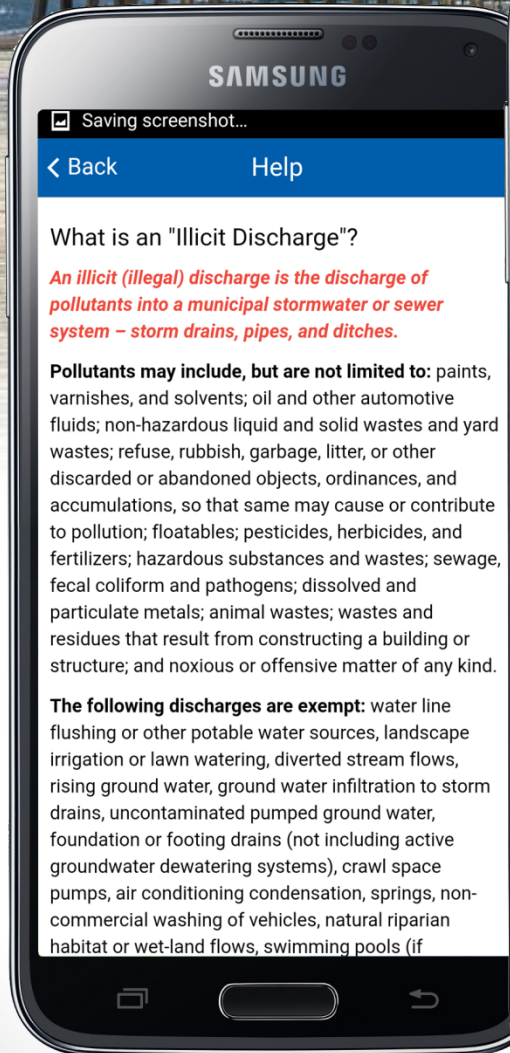 SAMSUNG
Saving screenshot...
Back Help
What is an "Illicit Discharge"?
An illicit (illegal) discharge is the discharge of
pollutants into a municipal stormwater or sewer
system – storm drains, pipes, and ditches.
Pollutants may include, but are not limited to: paints,
varnishes, and solvents; oil and other automotive
fluids; non-hazardous liquid and solid wastes and yard
wastes; refuse, rubbish, garbage, litter, or other
discarded or abandoned objects, ordinances, and
accumulations, so that same may cause or contribute
to pollution; floatables; pesticides, herbicides, and
fertilizers; hazardous substances and wastes; sewage,
fecal coliform and pathogens; dissolved and
particulate metals; animal wastes; wastes and
residues that result from constructing a building or
structure; and noxious or offensive matter of any kind.
The following discharges are exempt: water line
flushing or other potable water sources, landscape
irrigation or lawn watering, diverted stream flows,
rising ground water, ground water infiltration to storm
drains, uncontaminated pumped ground water,
foundation or footing drains (not including active
groundwater dewatering systems), crawl space
pumps, air conditioning condensation, springs, non-
commercial washing of vehicles, natural riparian
habitat or wet-land flows, swimming pools (if